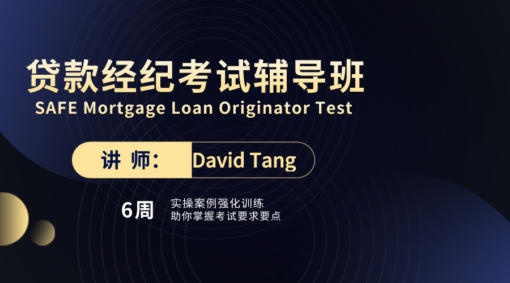 贷款经纪考试辅导班
SAFE Mortgage Loan Originator Test
讲 师： David Tang
6周
实操案例强化训练
助你掌握考试要求要点